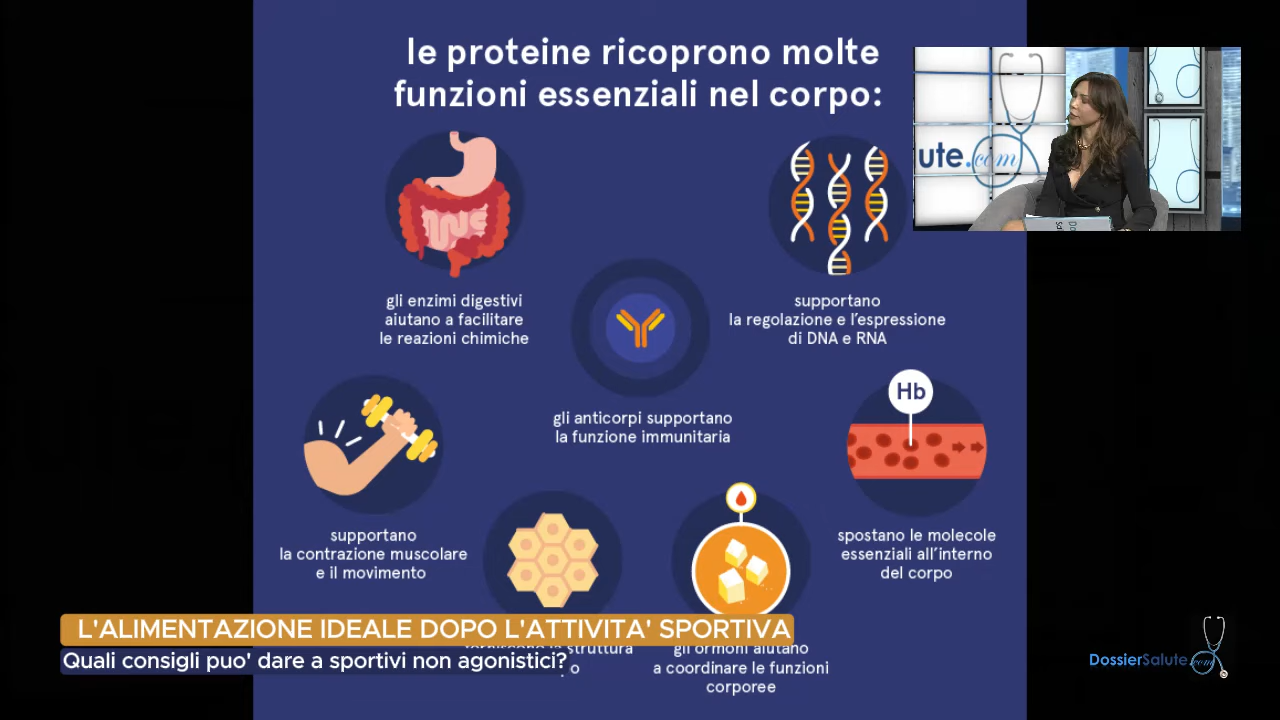 le proteine ricoprono molte
funzioni essenziali nel corpo:
ute.com
gli enzimi digestivi
aiutano a facilitare
le reazioni chimiche
supportano
la regolazione e l'espressione
di DNA e RNA
gli anticorpi supportano
la funzione immunitaria
Hb
supportano
la contrazione muscolare
e il movimento
spostano le molecole
essenziali all'interno
del corpo
struttura
o
gli ormoni aiutano
a coordinare le funzioni
corporee
L'ALIMENTAZIONE IDEALE DOPO L'ATTIVITA' SPORTIVA
Quali consigli puo' dare a sportivi non agonistici?
DossierSalute.com